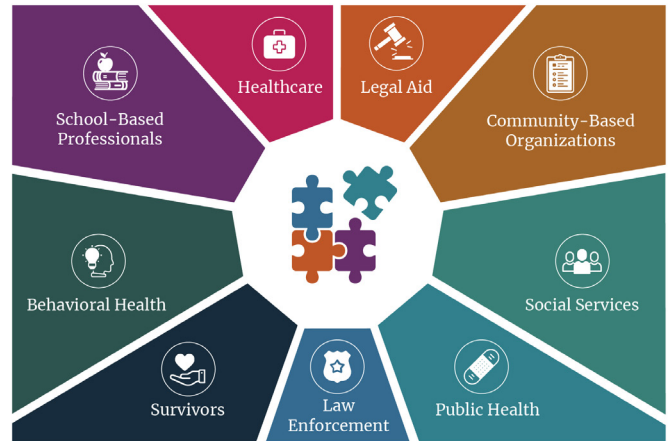 School-Based
Professionals
Healthcare
Legal Aid
Community-Based
Organizations
Behavioral Health
Social Services
Survivors
Law
Enforcement
Public Health